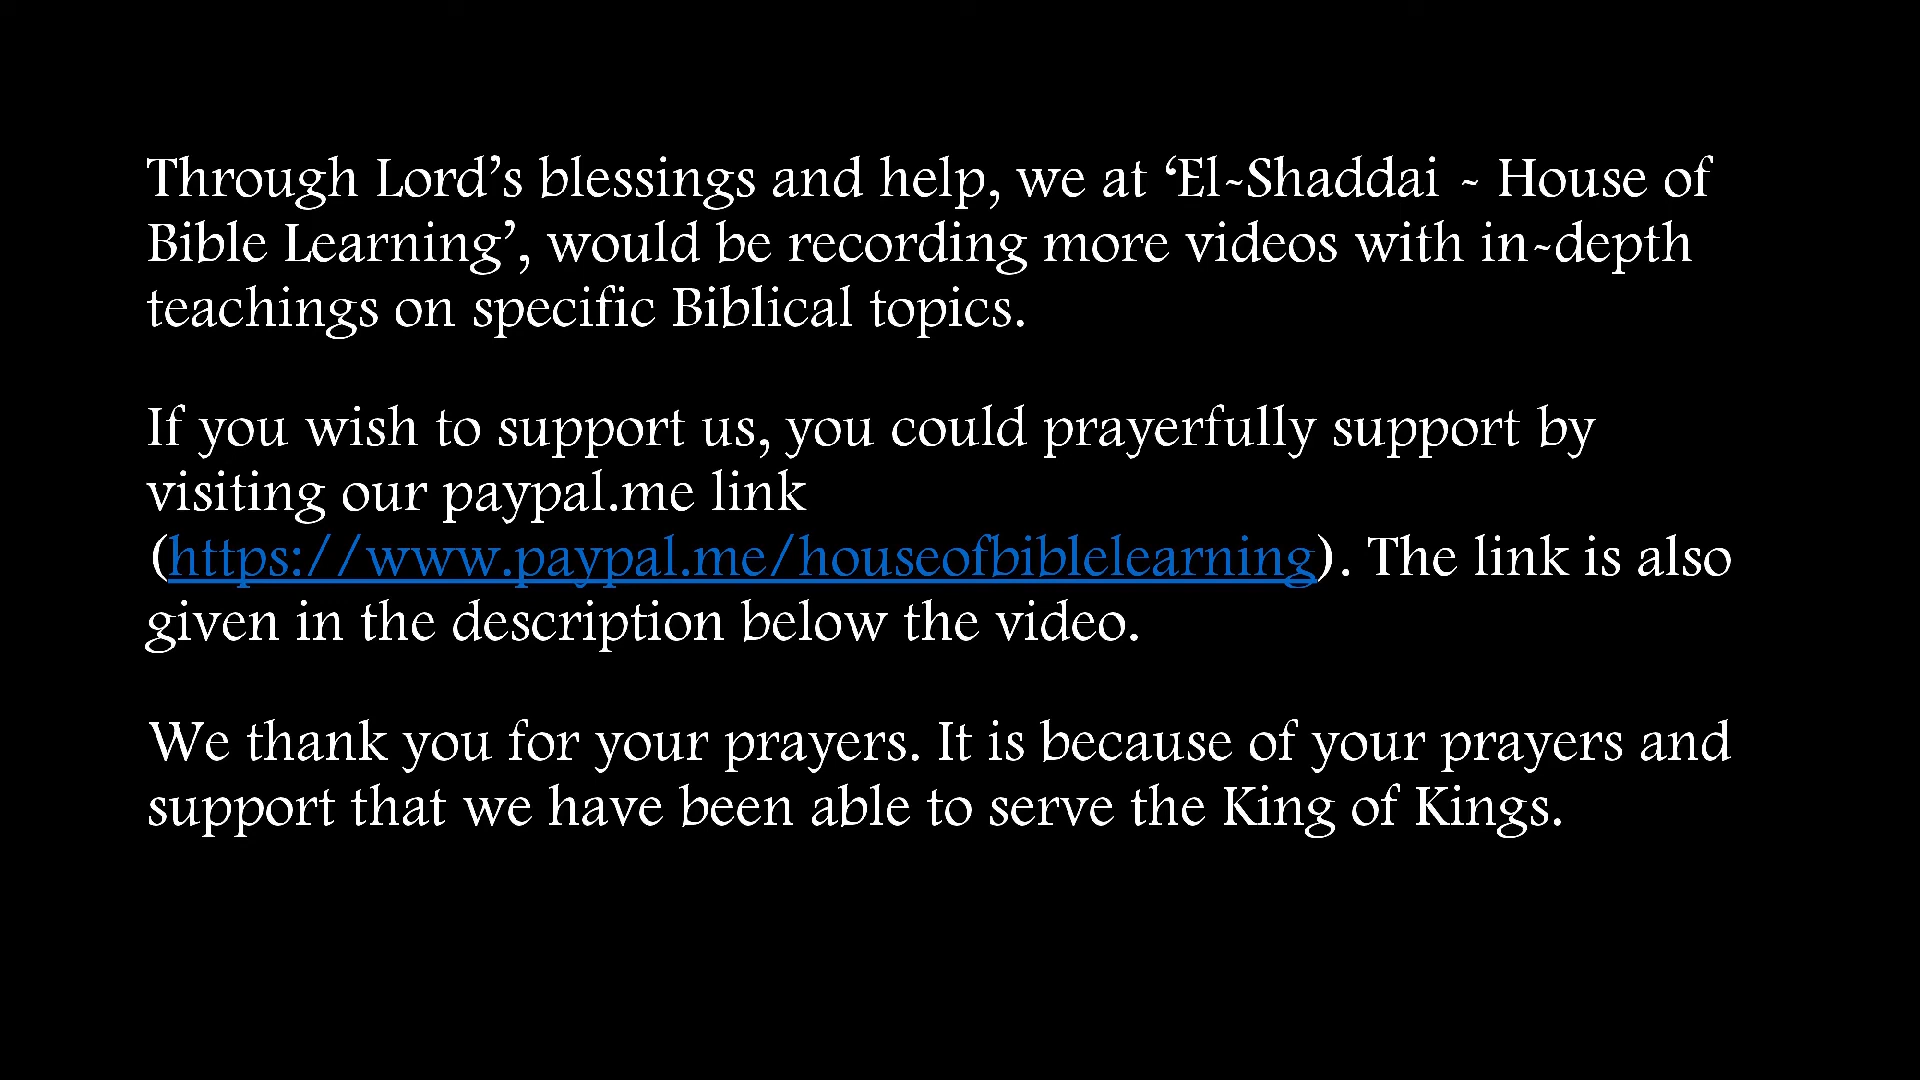 Through Lord’s blessings and help, we at ‘El-Shaddai - House of
Bible Learning’, would be recording more videos with in-depth
teachings on specific Biblical topics.
If you wish to support us, you could prayerfully support by
visiting our paypal.me link
(https://www.paypal.me/houseofbiblelearning). The link is also
given in the description below the video.
We thank you for your prayers. It is because of your prayers and
support that we have been able to serve the King of Kings.